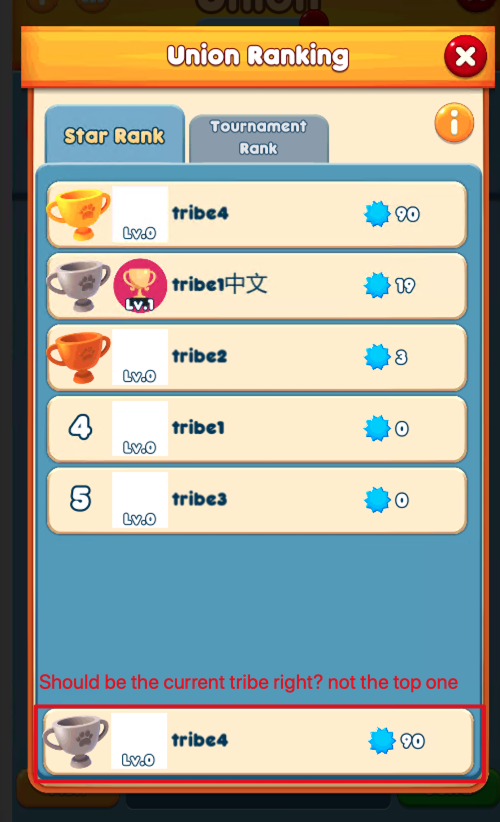 Union
Union Ranking
Star Rank
Tournament
Rank
tribe4
90
Lv.0
tribe1中文
19
Lv.1
tribe2
3
Lv.0
4
tribe1
0
Lv.0
5
tribe3
0
Lv.0
Should be the current tribe right? not the top one
tribe4
90
Lv.0